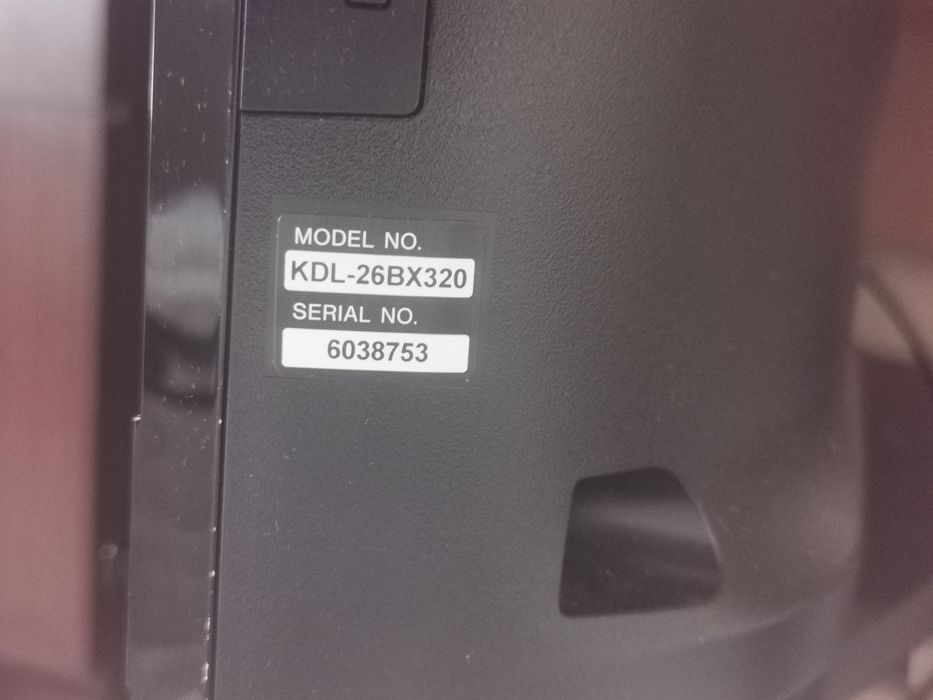 MODEL NO.
KDL-26BX320
SERIAL NO.
6038753